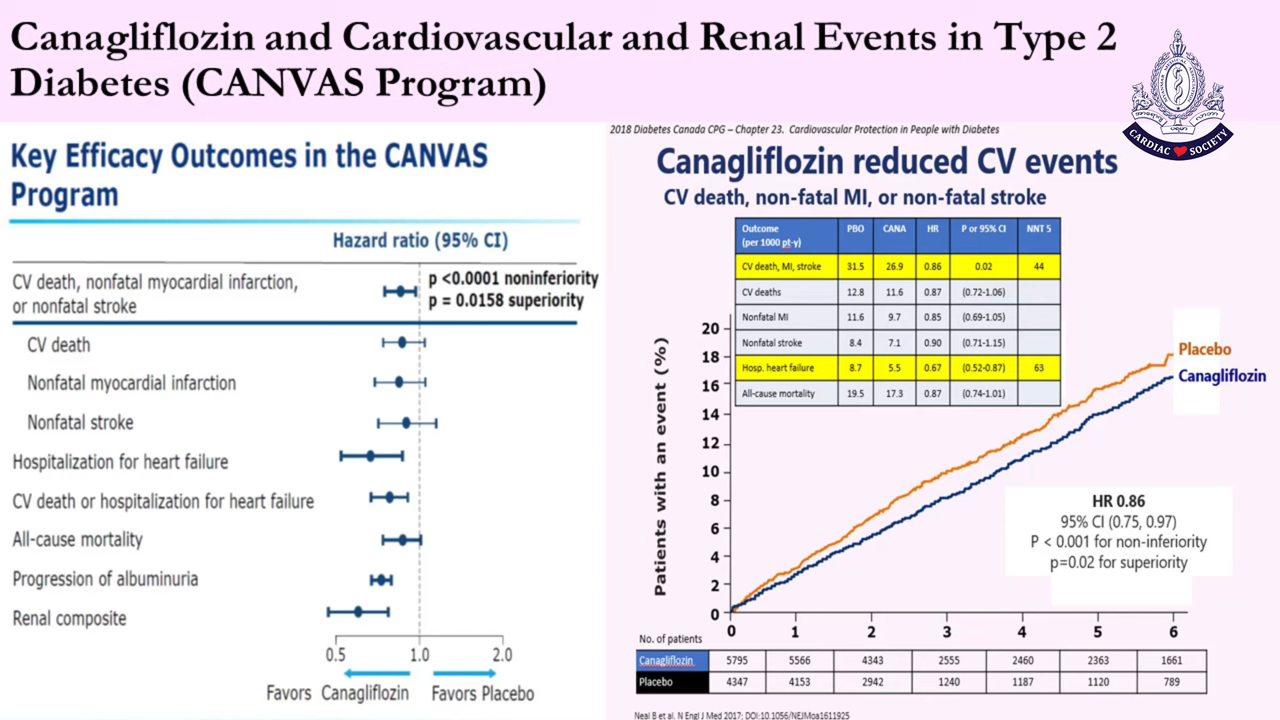 Canagliflozin and Cardiovascular and Renal Events in Type 2
Diabetes (CANVAS Program)
CARDIAC SOCIETY
Key Efficacy Outcomes in the CANVAS
Program
Hazard ratio (95% CI)
CV death, nonfatal myocardial infarction,
or nonfatal stroke
p <0.0001 noninferiority
p = 0.0158 superiority
CV death
Nonfatal myocardial infarction
Nonfatal stroke
Hospitalization for heart failure
CV death or hospitalization for heart failure
All-cause mortality
Progression of albuminuria
Renal composite
0.5 1.0 2.0
Favors Canagliflozin Favors Placebo
2018 Diabetes Canada CPG – Chapter 23. Cardiovascular Protection in People with Diabetes
Canagliflozin reduced CV events
CV death, non-fatal MI, or non-fatal stroke
Outcome (per 1000 pt-y) PBO CANA HR P or 95% CI NNT 5
CV death, MI, stroke 31.5 26.9 0.86 0.02 44
CV deaths 12.8 11.6 0.87 (0.72-1.06)
Nonfatal MI 11.6 9.7 0.85 (0.69-1.05)
Nonfatal stroke 8.4 7.1 0.90 (0.71-1.15)
Hosp. heart failure 8.7 5.5 0.67 (0.52-0.87) 63
All-cause mortality 19.5 17.3 0.87 (0.74-1.01)
Patients with an event (%)
20
18
16
14
12
10
8
6
4
2
0
Placebo
Canagliflozin
HR 0.86
95% CI (0.75, 0.97)
P < 0.001 for non-inferiority
p=0.02 for superiority
0 1 2 3 4 5 6
No. of patients
Canagliflozin 5795 5566 4343 2555 2460 2363 1661
Placebo 4347 4153 2942 1240 1187 1120 789
Neal B et al. N Engl J Med 2017; DOI:10.1056/NEJMoa1611925